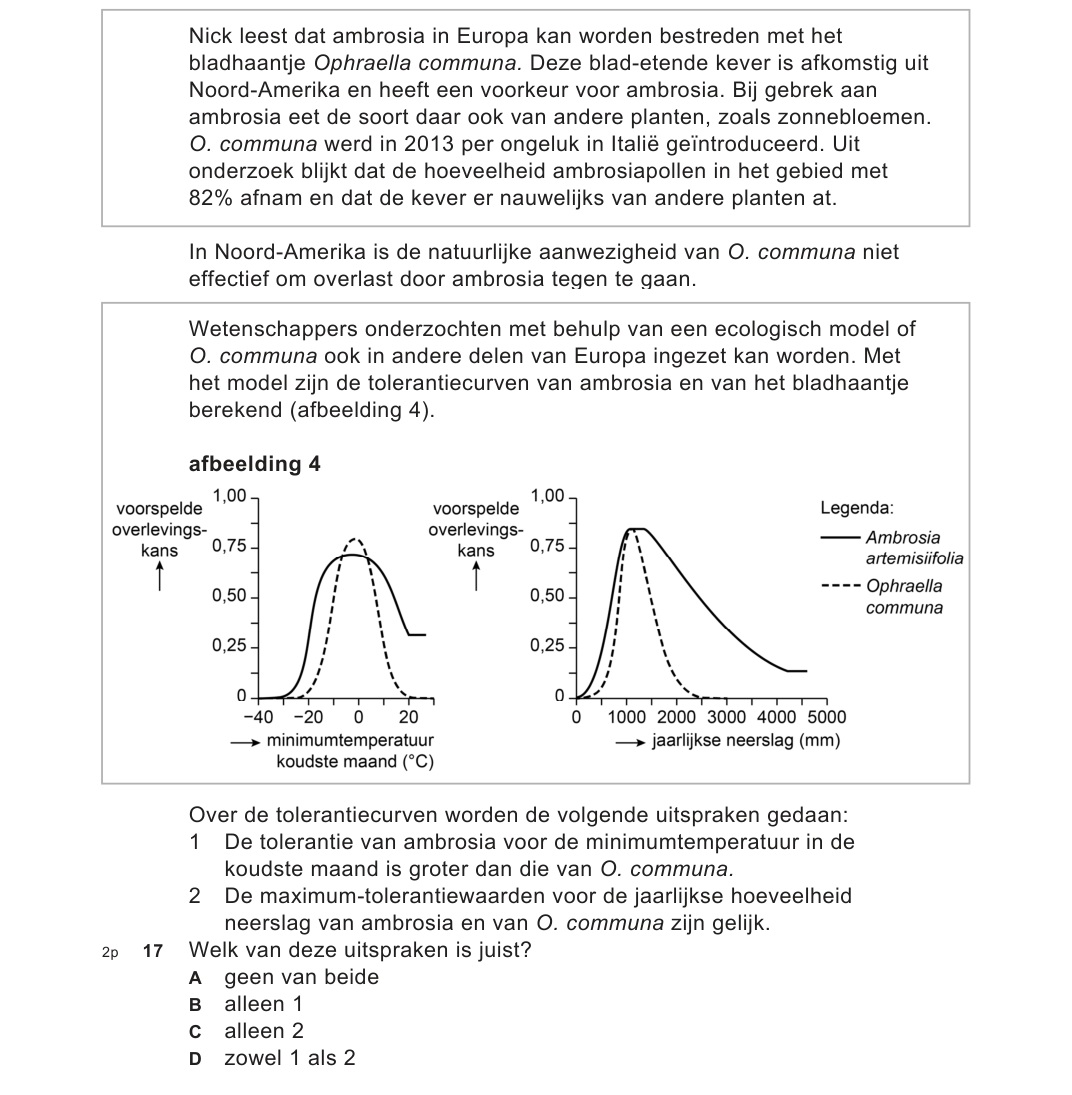 Nick leest dat ambrosia in Europa kan worden bestreden met het
bladhaantje Ophraella communa. Deze blad-etende kever is afkomstig uit
Noord-Amerika en heeft een voorkeur voor ambrosia. Bij gebrek aan
ambrosia eet de soort daar ook van andere planten, zoals zonnebloemen.
O. communa werd in 2013 per ongeluk in Italië geïntroduceerd. Uit
onderzoek blijkt dat de hoeveelheid ambrosiapollen in het gebied met
82% afnam en dat de kever er nauwelijks van andere planten at.
In Noord-Amerika is de natuurlijke aanwezigheid van O. communa niet
effectief om overlast door ambrosia tegen te gaan.
Wetenschappers onderzochten met behulp van een ecologisch model of
O. communa ook in andere delen van Europa ingezet kan worden. Met
het model zijn de tolerantiecurven van ambrosia en van het bladhaantje
berekend (afbeelding 4).
afbeelding 4
voorspelde
overlevings-
kans
1,00
0,75
0,50
0,25
0
−40 −20 0 20
minimumtemperatuur
koudste maand (°C)
voorspelde
overlevings-
kans
1,00
0,75
0,50
0,25
0
0 1000 2000 3000 4000 5000
jaarlijkse neerslag (mm)
Legenda:
Ambrosia
artemisiifolia
Ophraella
communa
Over de tolerantiecurven worden de volgende uitspraken gedaan:
1 De tolerantie van ambrosia voor de minimumtemperatuur in de
koudste maand is groter dan die van O. communa.
2 De maximum-tolerantiewaarden voor de jaarlijkse hoeveelheid
neerslag van ambrosia en van O. communa zijn gelijk.
2p 17 Welk van deze uitspraken is juist?
A geen van beide
B alleen 1
C alleen 2
D zowel 1 als 2